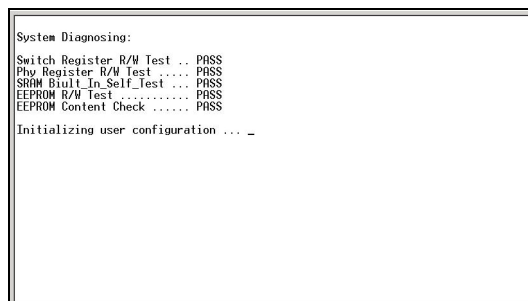 System Diagnosing:
Switch Register R/W Test .. PASS
Phy Register R/W Test ..... PASS
SRAM Biult_In_Self_Test ... PASS
EEPROM R/W Test ........... PASS
EEPROM Content Check ...... PASS
Initializing user configuration ... _